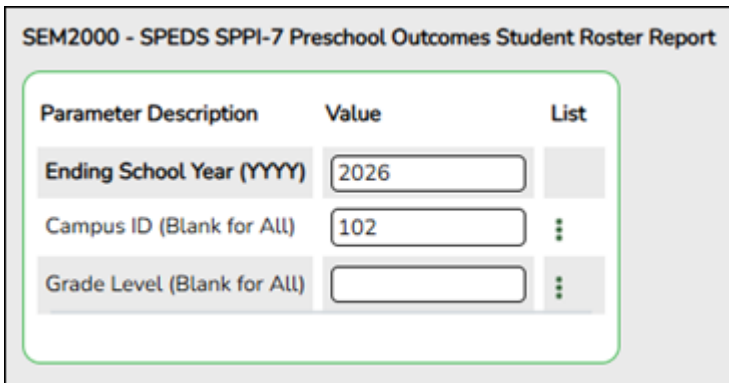 SEM2000 - SPEDS SPPI-7 Preschool Outcomes Student Roster Report
Parameter Description Value List
Ending School Year (YYYY) 2026
Campus ID (Blank for All) 102
Grade Level (Blank for All)